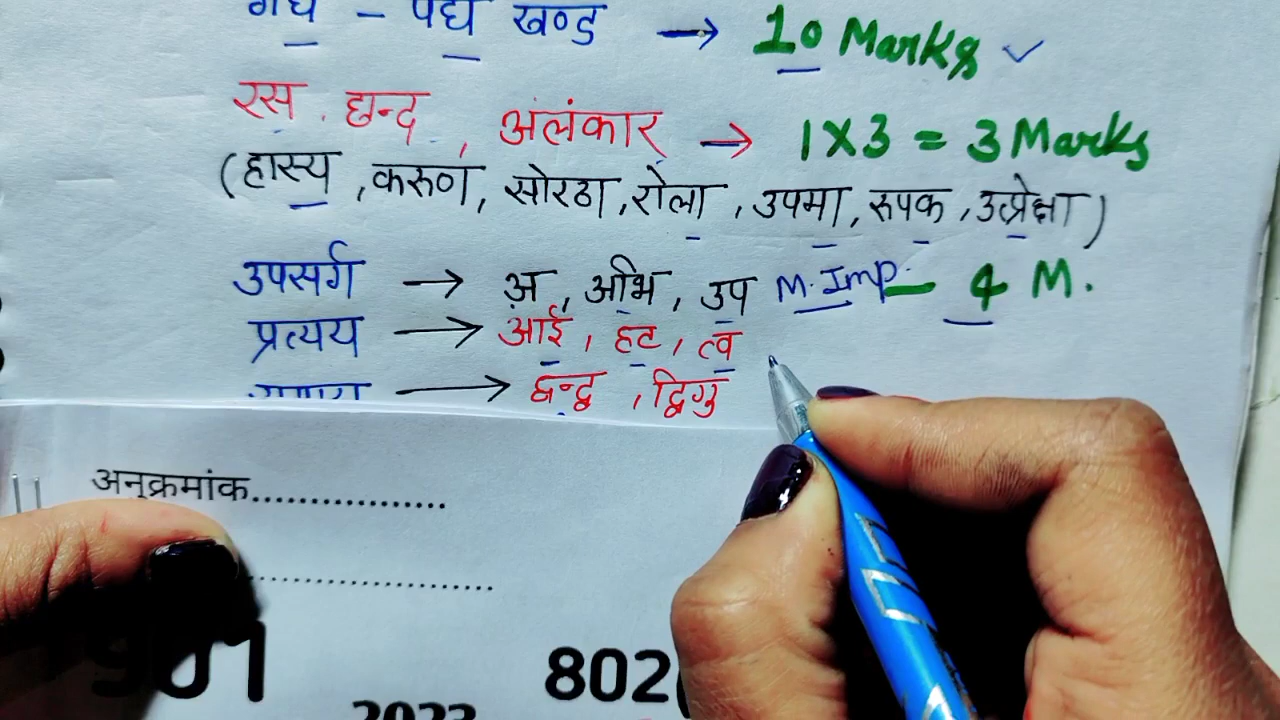 गद्य – पद्य खण्ड → 10 Marks ✓
रस, छन्द, अलंकार → 1X3 = 3 Marks
(हास्य, करुण, सोरठा, रोला, उपमा, रुपक, उत्प्रेक्षा)
उपसर्ग → अ, अभि, उप M. Imp. – 4 M.
प्रत्यय → आई, हट, त्व
→ द्वन्द्व, द्विगु
अनुक्रमांक....................
901 802
2023